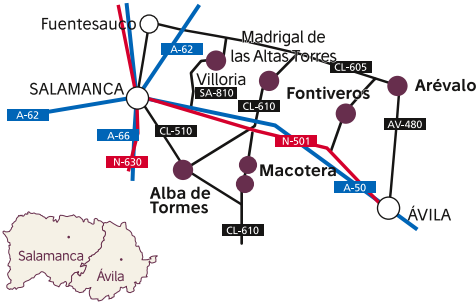 Fuentesauco
A-62
Madrigal de
las Altas Torres
CL-605
Villoria
SA-810
SALAMANCA
Fontiveros
Arévalo
CL-610
A-62
A-66
CL-510
AV-480
N-501
N-630
Macotera
A-50
Alba de
Tormes
ÁVILA
CL-610
Salamanca
Ávila